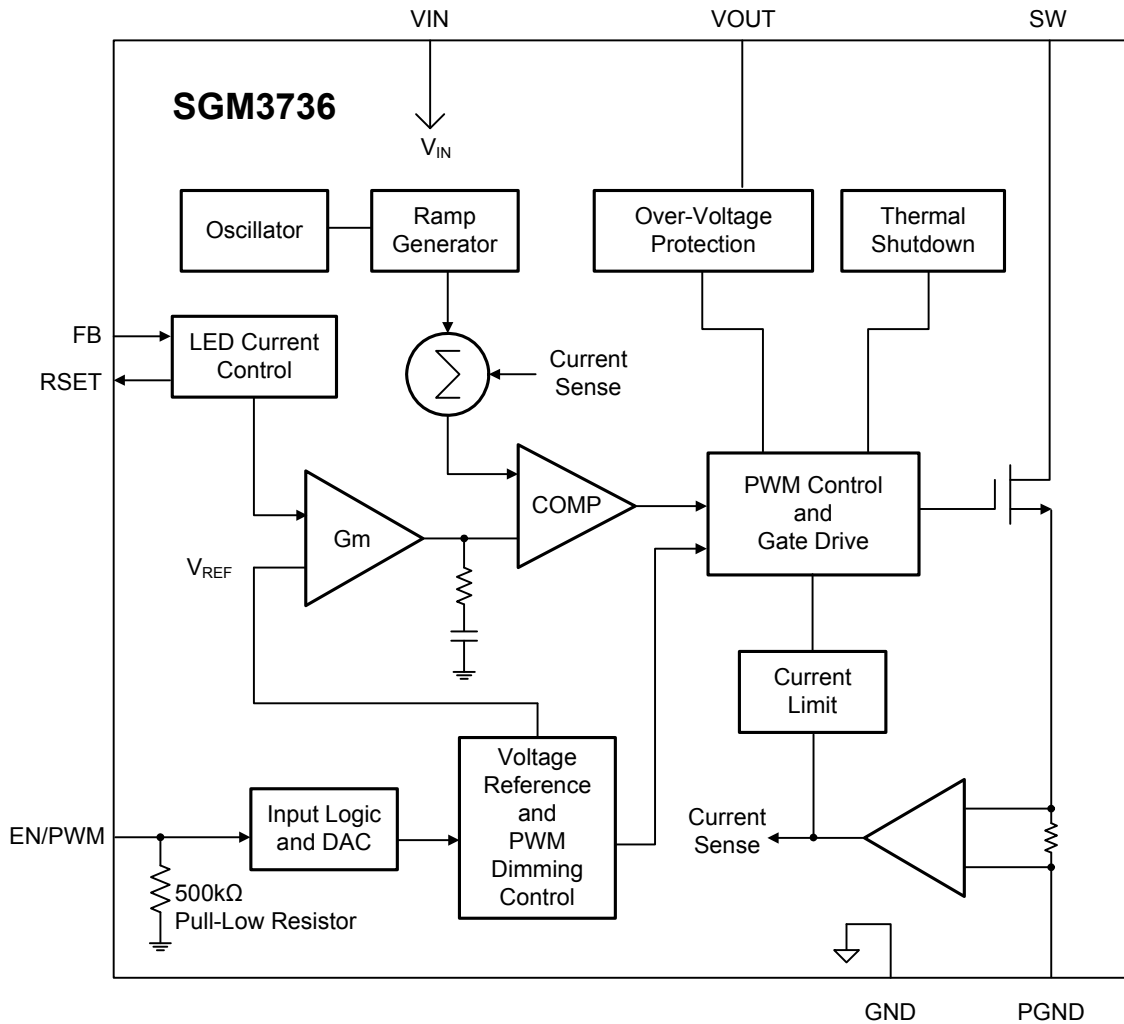 VIN
VOUT
SW
SGM3736
VIN
Oscillator
Ramp
Generator
Over-Voltage
Protection
Thermal
Shutdown
FB
RSET
LED Current
Control
Σ
Current
Sense
Gm
VREF
COMP
PWM Control
and
Gate Drive
Current
Limit
EN/PWM
Input Logic
and DAC
Voltage
Reference
and
PWM
Dimming
Control
Current
Sense
500kΩ
Pull-Low Resistor
GND
PGND